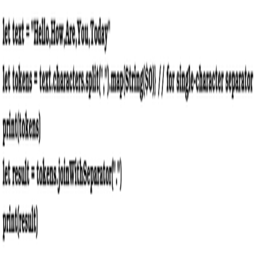 let text = "Hello,How,Are,You,Today"
let tokens = text.characters.split(",").map{String($0)} // for single-character separator
print(tokens)
let result = tokens.joinWithSeparator(".")
print(result)